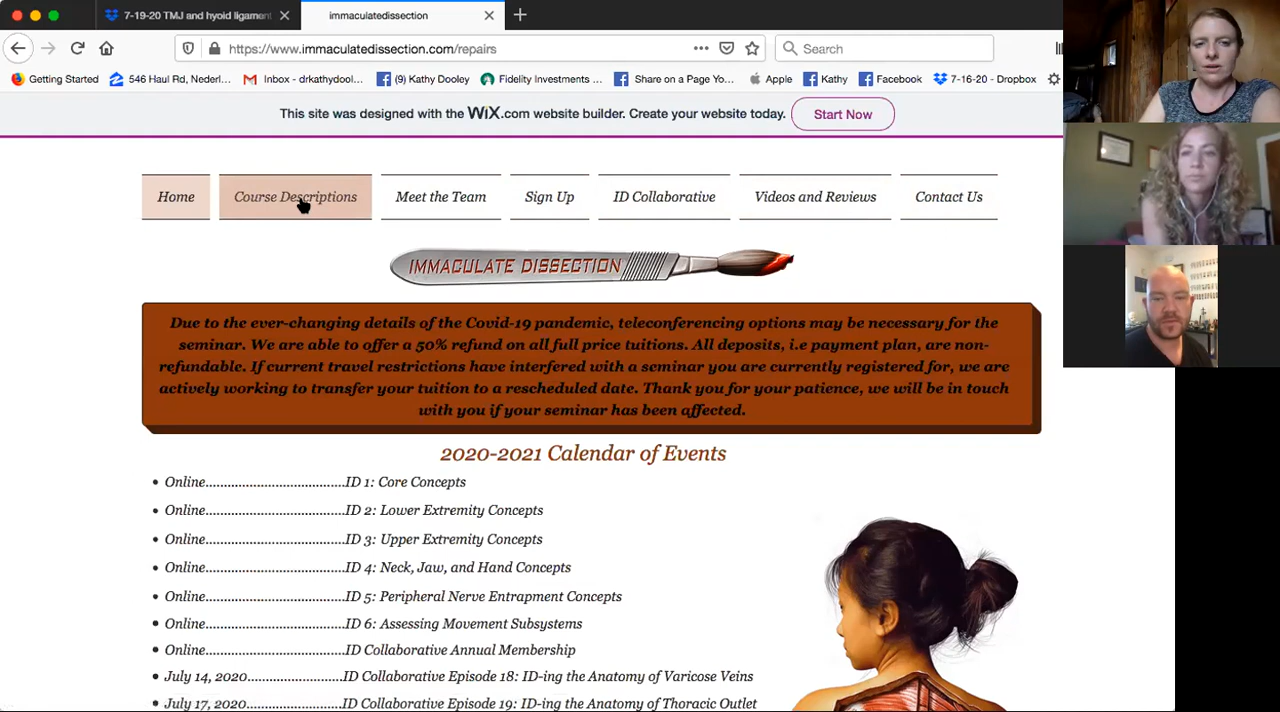 7-19-20 TMJ and hyoid ligament
immaculatedissection
https://www.immaculatedissection.com/repairs
Search
Getting Started
546 Haul Rd, Nederl...
Inbox - drkathydool...
(9) Kathy Dooley
Fidelity Investments ...
Share on a Page Yo...
Apple
Kathy
Facebook
7-16-20 - Dropbox
This site was designed with the WiX.com website builder. Create your website today.
Start Now
Home
Course Descriptions
Meet the Team
Sign Up
ID Collaborative
Videos and Reviews
Contact Us
IMMACULATE DISSECTION
Due to the ever-changing details of the Covid-19 pandemic, teleconferencing options may be necessary for the
seminar. We are able to offer a 50% refund on all full price tuitions. All deposits, i.e payment plan, are non-
refundable. If current travel restrictions have interfered with a seminar you are currently registered for, we are
actively working to transfer your tuition to a rescheduled date. Thank you for your patience, we will be in touch
with you if your seminar has been affected.
2020-2021 Calendar of Events
• Online......................................ID 1: Core Concepts
• Online......................................ID 2: Lower Extremity Concepts
• Online......................................ID 3: Upper Extremity Concepts
• Online......................................ID 4: Neck, Jaw, and Hand Concepts
• Online......................................ID 5: Peripheral Nerve Entrapment Concepts
• Online......................................ID 6: Assessing Movement Subsystems
• Online......................................ID Collaborative Annual Membership
• July 14, 2020..........................ID Collaborative Episode 18: ID-ing the Anatomy of Varicose Veins
• July 17, 2020..........................ID Collaborative Episode 19: ID-ing the Anatomy of Thoracic Outlet